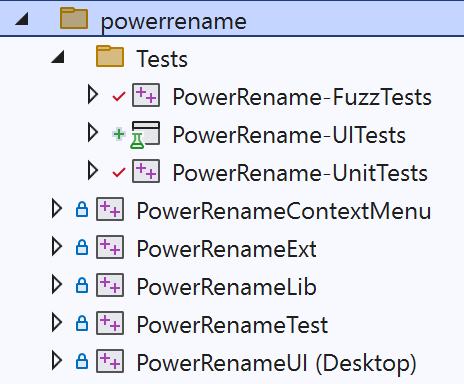 powerrename
Tests
PowerRename-FuzzTests
PowerRename-UITests
PowerRename-UnitTests
PowerRenameContextMenu
PowerRenameExt
PowerRenameLib
PowerRenameTest
PowerRenameUI (Desktop)